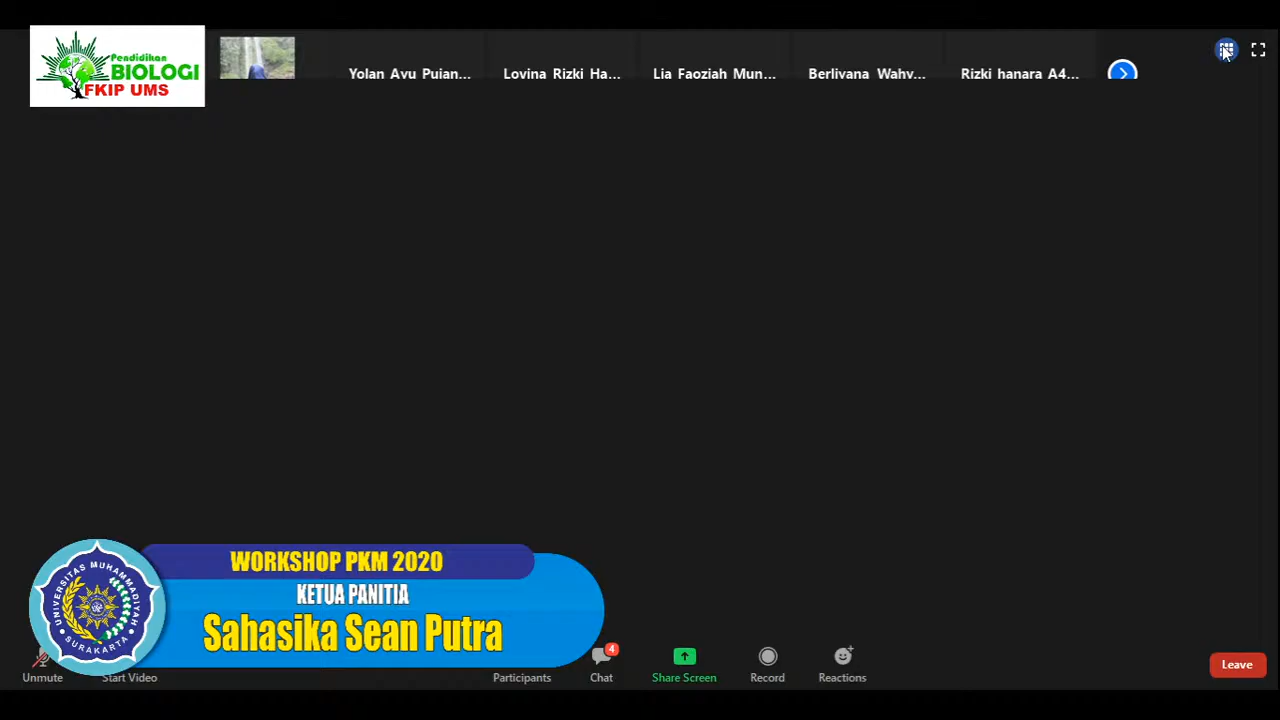 Pendidikan
BIOLOGI
FKIP UMS
Yolan Ayu Pujan...
Lovina Rizki Ha...
Lia Faoziah Mun...
Berliyana Wahy...
Rizki hanara A4...
WORKSHOP PKM 2020
KETUA PANITIA
Sahasika Sean Putra
UNIVERSITAS MUHAMMADIYAH
SURAKARTA
Unmute
Start Video
Participants
4
Chat
Share Screen
Record
Reactions
Leave